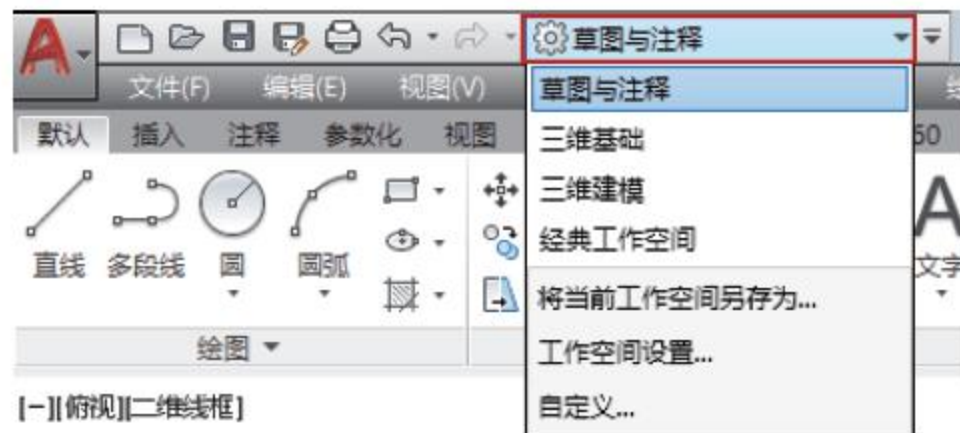 草图与注释
文件(F) 编辑(E) 视图(V)
草图与注释
默认 插入 注释 参数化 视图
三维基础
60
三维建模
经典工作空间
直线 多段线 圆 圆弧
文字
将当前工作空间另存为...
绘图
工作空间设置...
[-][俯视][二维线框]
自定义...